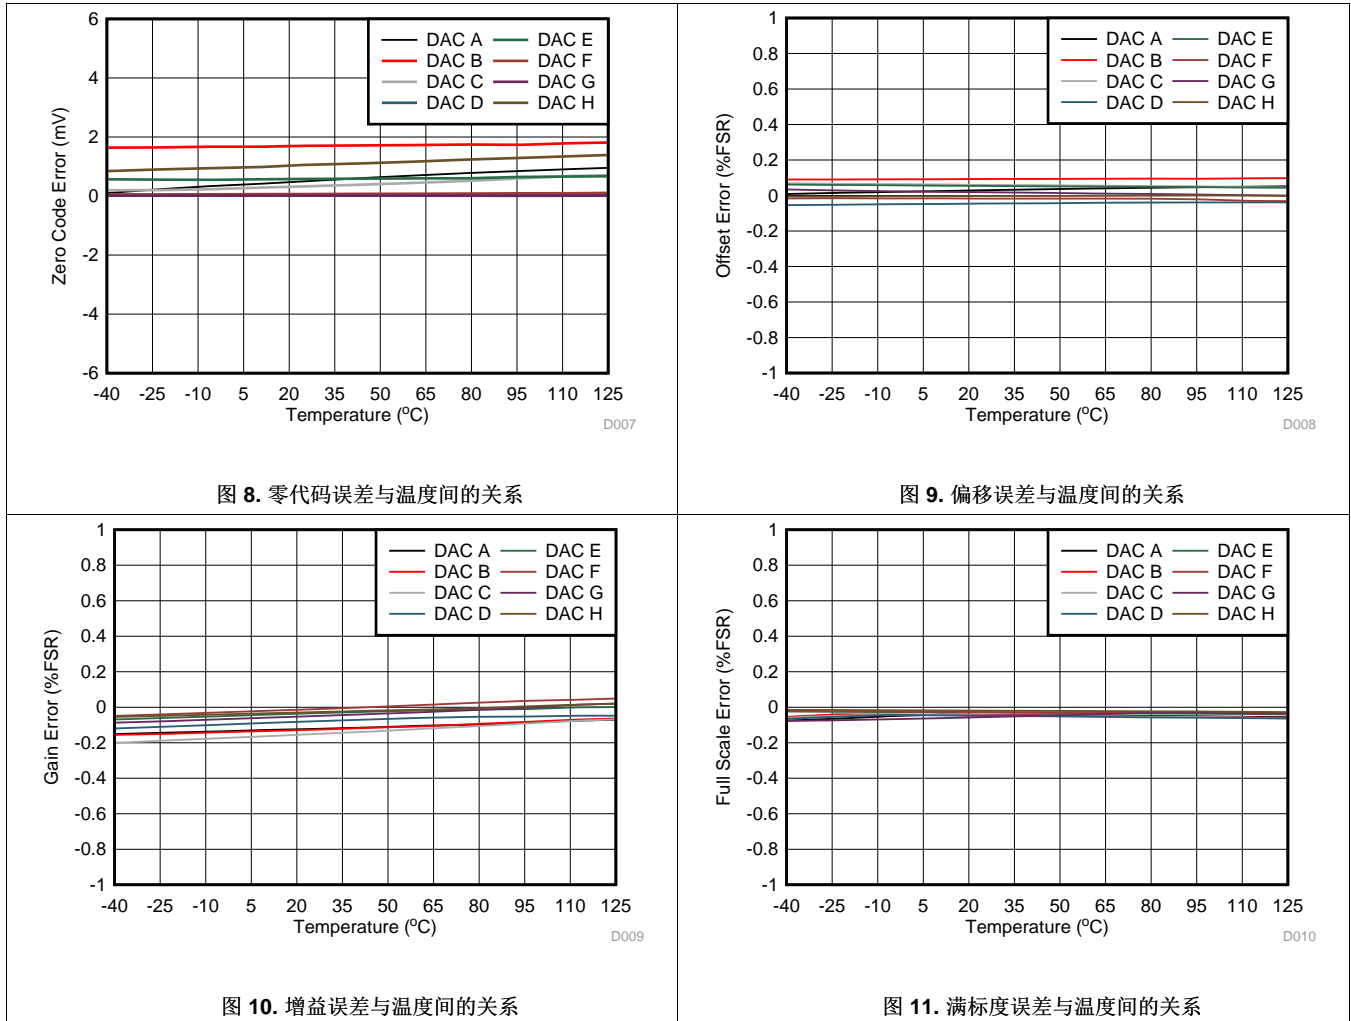 6
4
2
0
-2
-4
-6
Zero Code Error (mV)
DAC A DAC E
DAC B DAC F
DAC C DAC G
DAC D DAC H
-40 -25 -10 5 20 35 50 65 80 95 110 125
Temperature (ºC)
D007
图 8. 零代码误差与温度间的关系
1
0.8
0.6
0.4
0.2
0
-0.2
-0.4
-0.6
-0.8
-1
Offset Error (%FSR)
DAC A DAC E
DAC B DAC F
DAC C DAC G
DAC D DAC H
-40 -25 -10 5 20 35 50 65 80 95 110 125
Temperature (ºC)
D008
图 9. 偏移误差与温度间的关系
1
0.8
0.6
0.4
0.2
0
-0.2
-0.4
-0.6
-0.8
-1
Gain Error (%FSR)
DAC A DAC E
DAC B DAC F
DAC C DAC G
DAC D DAC H
-40 -25 -10 5 20 35 50 65 80 95 110 125
Temperature (ºC)
D009
图 10. 增益误差与温度间的关系
1
0.8
0.6
0.4
0.2
0
-0.2
-0.4
-0.6
-0.8
-1
Full Scale Error (%FSR)
DAC A DAC E
DAC B DAC F
DAC C DAC G
DAC D DAC H
-40 -25 -10 5 20 35 50 65 80 95 110 125
Temperature (ºC)
D010
图 11. 满标度误差与温度间的关系